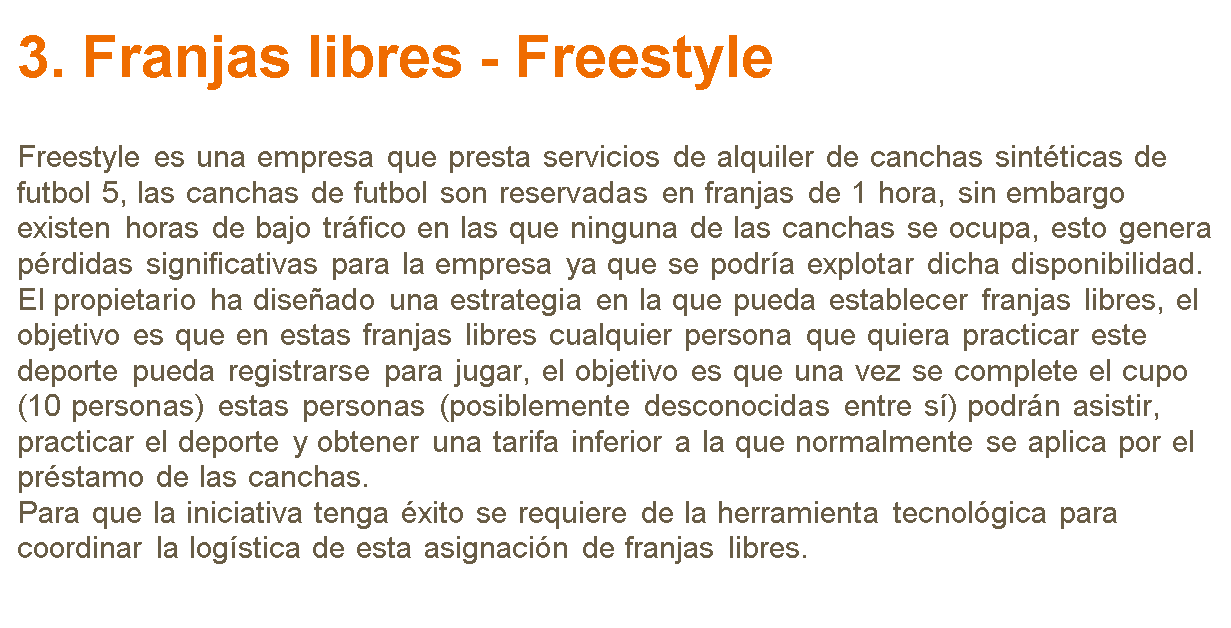 3. Franjas libres - Freestyle
Freestyle es una empresa que presta servicios de alquiler de canchas sintéticas de
futbol 5, las canchas de futbol son reservadas en franjas de 1 hora, sin embargo
existen horas de bajo tráfico en las que ninguna de las canchas se ocupa, esto genera
pérdidas significativas para la empresa ya que se podría explotar dicha disponibilidad.
El propietario ha diseñado una estrategia en la que pueda establecer franjas libres, el
objetivo es que en estas franjas libres cualquier persona que quiera practicar este
deporte pueda registrarse para jugar, el objetivo es que una vez se complete el cupo
(10 personas) estas personas (posiblemente desconocidas entre sí) podrán asistir,
practicar el deporte y obtener una tarifa inferior a la que normalmente se aplica por el
préstamo de las canchas.
Para que la iniciativa tenga éxito se requiere de la herramienta tecnológica para
coordinar la logística de esta asignación de franjas libres.